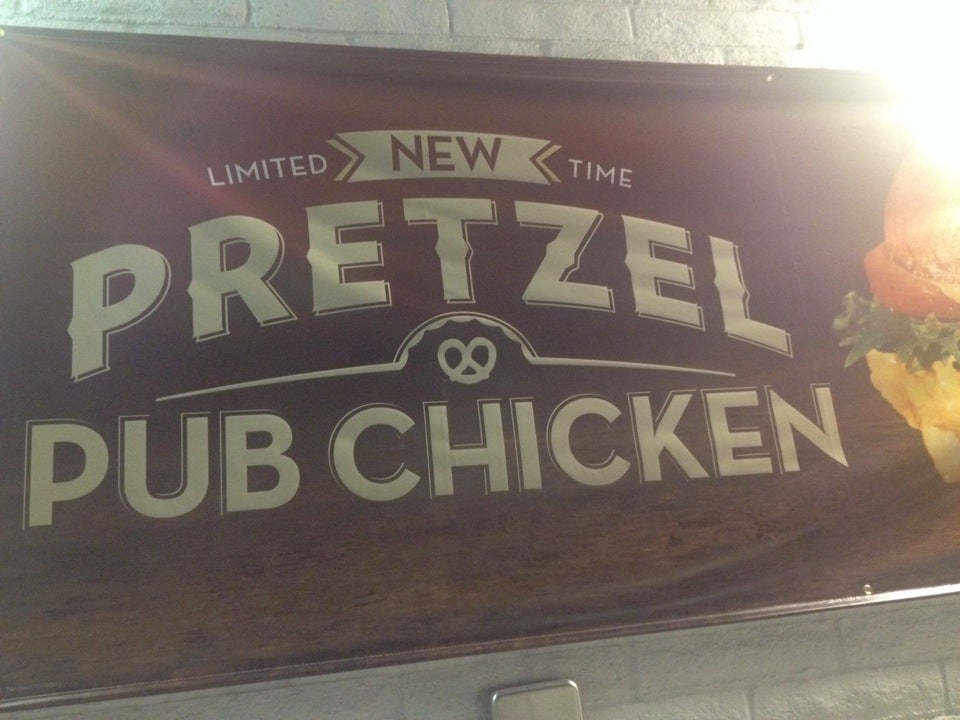 LIMITED NEW TIME
PRETZEL
PUB CHICKEN